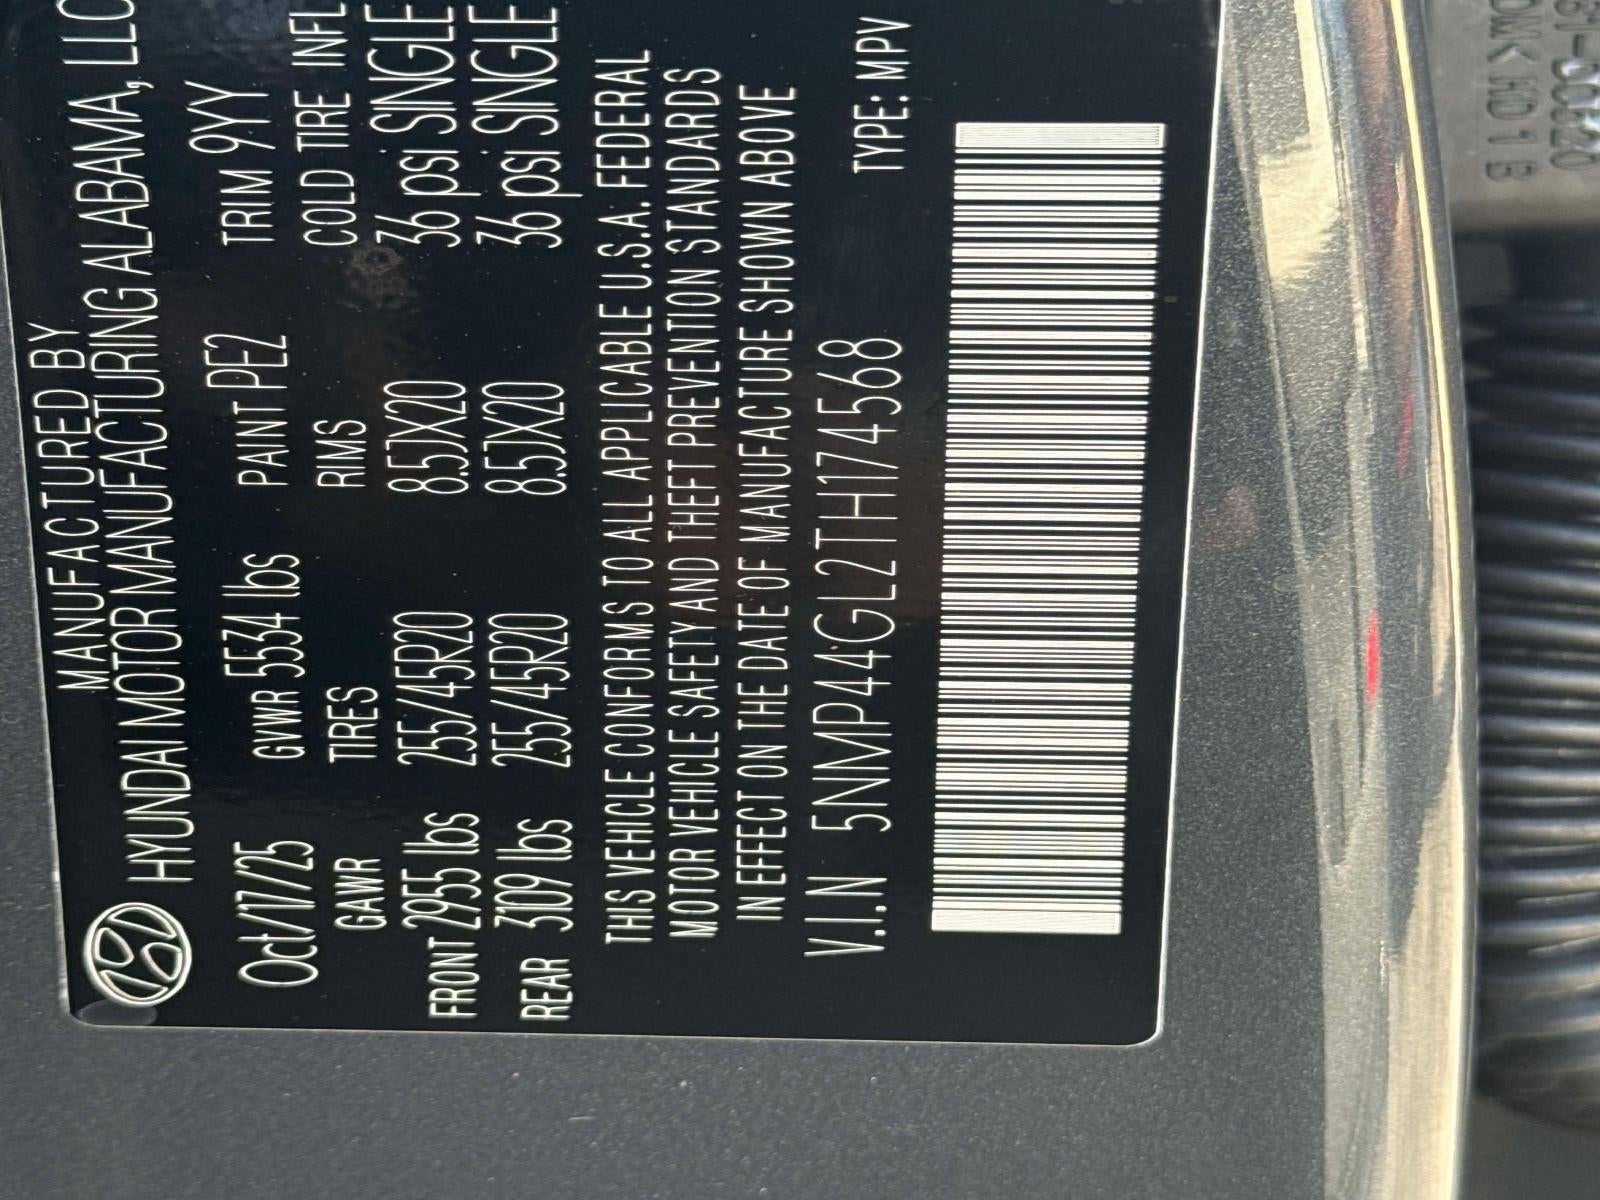 MANUFACTURED BY
HYUNDAI MOTOR MANUFACTURING ALABAMA, LLC
Oct/17/25 GVWR 5534 lbs PAINT PE2 TRIM 9YY
GAWR TIRES RIMS COLD TIRE INFL
FRONT 2955 lbs 255/45R20 8.5JX20 36 psi SINGLE
REAR 3109 lbs 255/45R20 8.5JX20 36 psi SINGLE
THIS VEHICLE CONFORMS TO ALL APPLICABLE U.S.A. FEDERAL
MOTOR VEHICLE SAFETY AND THEFT PREVENTION STANDARDS
IN EFFECT ON THE DATE OF MANUFACTURE SHOWN ABOVE
V.I.N 5NMP44GL2TH174568 TYPE: MPV